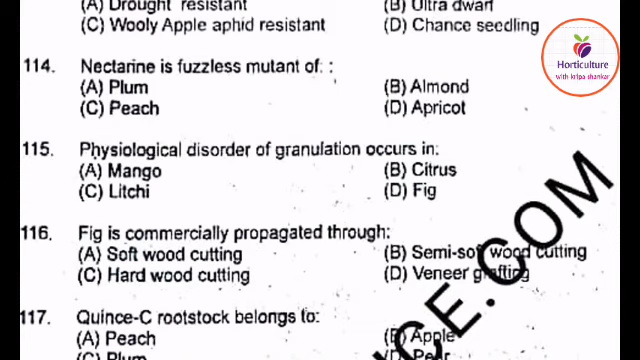 (A) Drought resistant (B) Ultra dwarf
(C) Wooly Apple aphid resistant (D) Chance seedling
Horticulture
with kripa shankar
114. Nectarine is fuzzless mutant of: :
(A) Plum (B) Almond
(C) Peach (D) Apricot
115. Physiological disorder of granulation occurs in:
(A) Mango (B) Citrus
(C) Litchi (D) Fig
116. Fig is commercially propagated through:
(A) Soft wood cutting (B) Semi-soft wood cutting
(C) Hard wood cutting (D) Veneer grafting
NCE.COM
117. Quince-C rootstock belongs to:
(A) Peach (B) Apple
(C) Plum (D) Pear